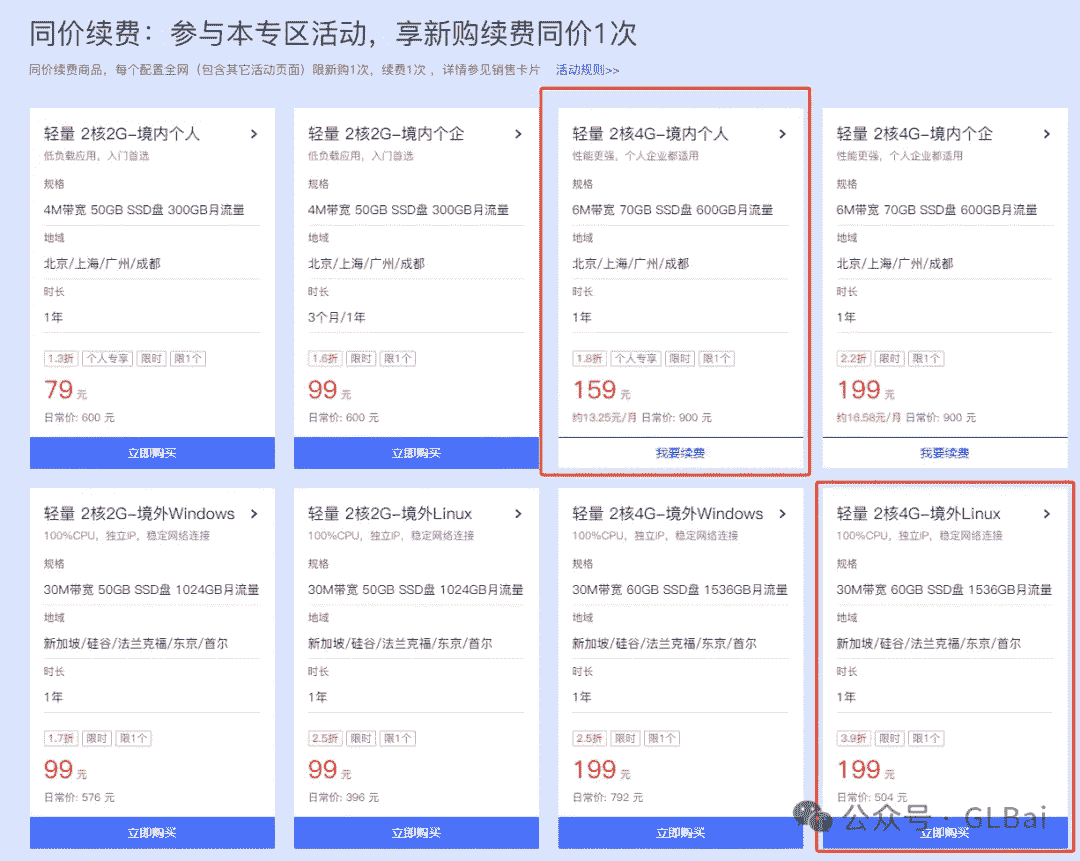 同价续费：参与本专区活动，享新购续费同价1次
同价续费商品，每个配置全网（包含其它活动页面）限新购1次，续费1次，详情参见销售卡片 活动规则>>
轻量 2核2G-境内个人 >
低负载应用，入门首选
规格
4M带宽 50GB SSD盘 300GB月流量
地域
北京/上海/广州/成都
时长
1年
1.3折 个人专享 限时 限1个
79 元
日常价: 600 元
立即购买
轻量 2核2G-境内个企 >
低负载应用，入门首选
规格
4M带宽 50GB SSD盘 300GB月流量
地域
北京/上海/广州/成都
时长
3个月/1年
1.6折 限时 限1个
99 元
日常价: 600 元
立即购买
轻量 2核4G-境内个人 >
性能更强，个人企业都适用
规格
6M带宽 70GB SSD盘 600GB月流量
地域
北京/上海/广州/成都
时长
1年
1.8折 个人专享 限时 限1个
159 元
约13.25元/月 日常价: 900 元
我要续费
轻量 2核4G-境内个企 >
性能更强，个人企业都适用
规格
6M带宽 70GB SSD盘 600GB月流量
地域
北京/上海/广州/成都
时长
1年
2.2折 限时 限1个
199 元
约16.58元/月 日常价: 900 元
我要续费
轻量 2核2G-境外Windows >
100%CPU，独立IP，稳定网络连接
规格
30M带宽 50GB SSD盘 1024GB月流量
地域
新加坡/硅谷/法兰克福/东京/首尔
时长
1年
1.7折 限时 限1个
99 元
日常价: 576 元
立即购买
轻量 2核2G-境外Linux >
100%CPU，独立IP，稳定网络连接
规格
30M带宽 50GB SSD盘 1024GB月流量
地域
新加坡/硅谷/法兰克福/东京/首尔
时长
1年
2.5折 限时 限1个
99 元
日常价: 396 元
立即购买
轻量 2核4G-境外Windows >
100%CPU，独立IP，稳定网络连接
规格
30M带宽 60GB SSD盘 1536GB月流量
地域
新加坡/硅谷/法兰克福/东京/首尔
时长
1年
2.5折 限时 限1个
199 元
日常价: 792 元
立即购买
轻量 2核4G-境外Linux >
100%CPU，独立IP，稳定网络连接
规格
30M带宽 60GB SSD盘 1536GB月流量
地域
新加坡/硅谷/法兰克福/东京/首尔
时长
1年
3.9折 限时 限1个
199 元
日常价: 504 元
立即购买
公众号 · GLBai